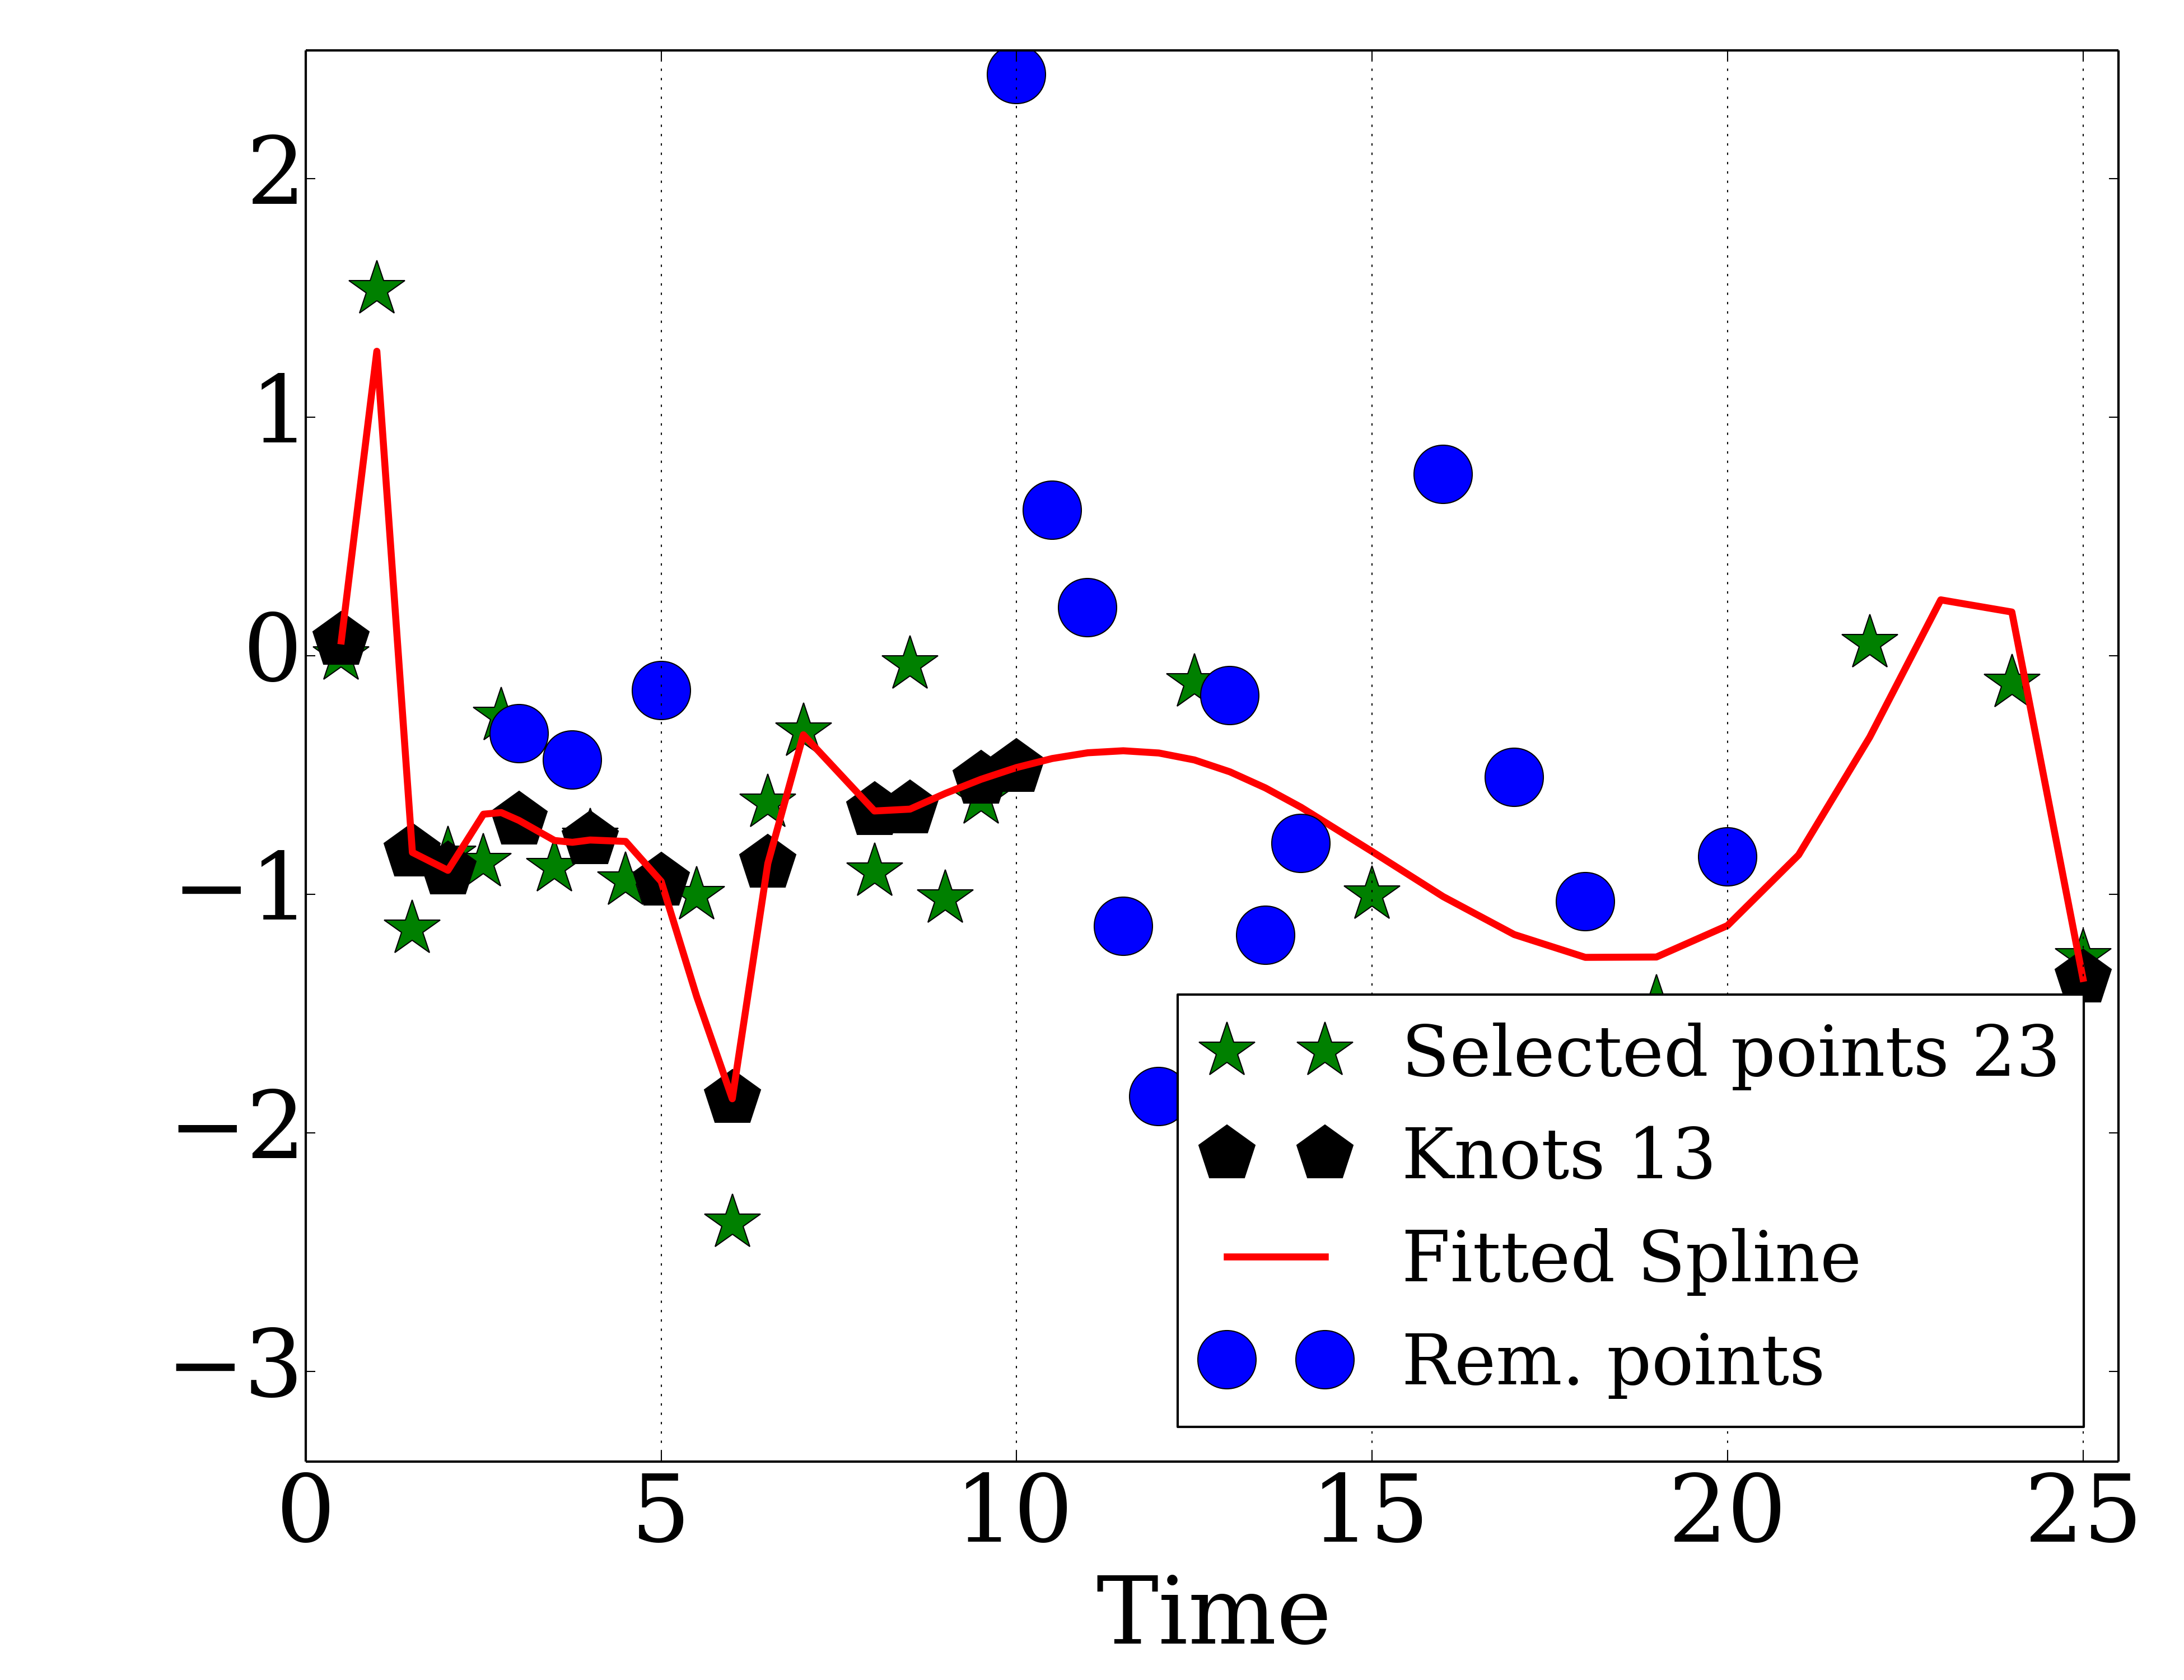 2
1
0
−1
−2
−3
0 5 10 15 20 25
Time
Selected points 23
Knots 13
Fitted Spline
Rem. points